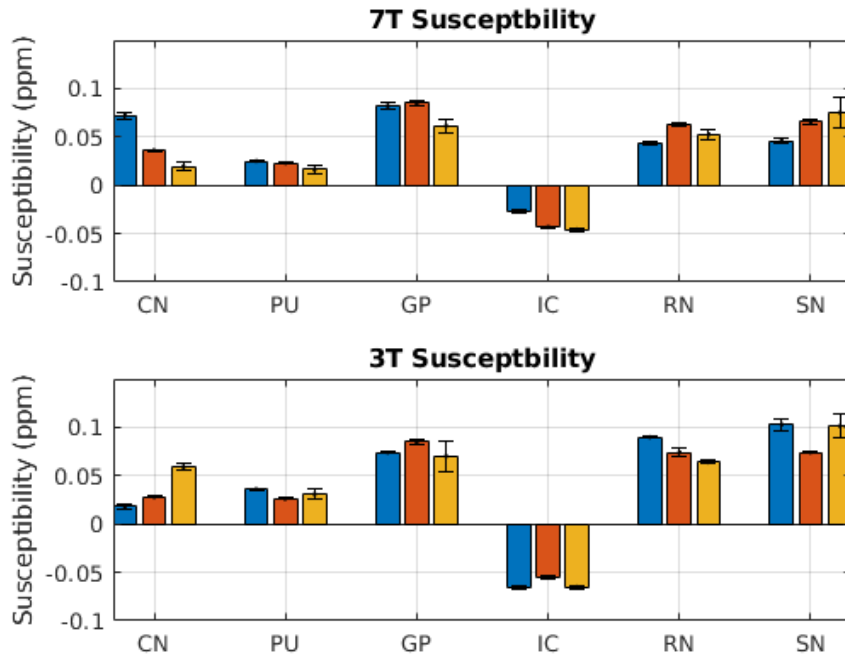 7T Susceptbility
Susceptibility (ppm)
0.1
0.05
0
-0.05
-0.1
CN PU GP IC RN SN
3T Susceptbility
Susceptibility (ppm)
0.1
0.05
0
-0.05
-0.1
CN PU GP IC RN SN